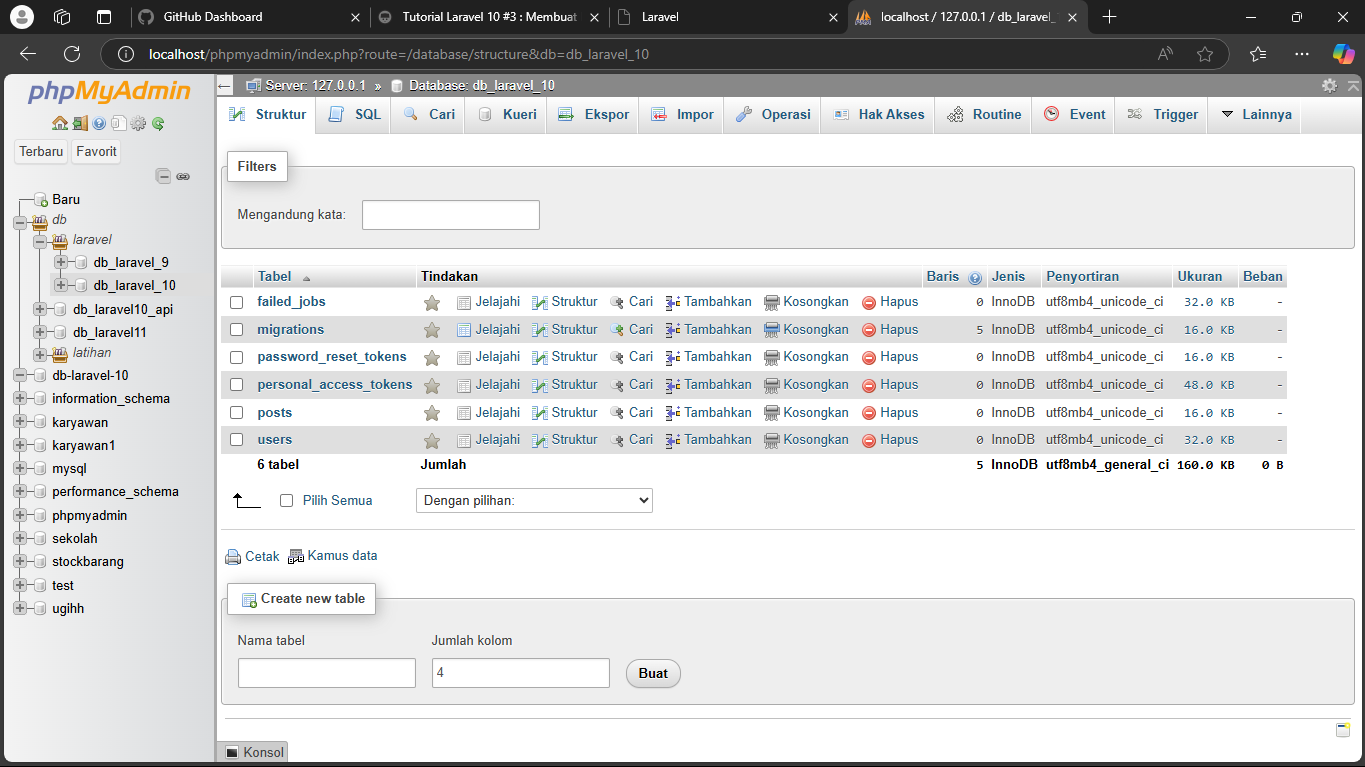 GitHub Dashboard
Tutorial Laravel 10 #3 : Membuat
Laravel
localhost / 127.0.0.1 / db_laravel_
localhost/phpmyadmin/index.php?route=/database/structure&db=db_laravel_10
phpMyAdmin
Terbaru Favorit
Baru
db
laravel
db_laravel_9
db_laravel_10
db_laravel10_api
db_laravel11
latihan
db-laravel-10
information_schema
karyawan
karyawan1
mysql
performance_schema
phpmyadmin
sekolah
stockbarang
test
ugihh
Server: 127.0.0.1 » Database: db_laravel_10
Struktur SQL Cari Kueri Ekspor Impor Operasi Hak Akses Routine Event Trigger Lainnya
Filters
Mengandung kata:
Tabel Tindakan Baris Jenis Penyortiran Ukuran Beban
failed_jobs Jelajahi Struktur Cari Tambahkan Kosongkan Hapus 0 InnoDB utf8mb4_unicode_ci 32.0 KB -
migrations Jelajahi Struktur Cari Tambahkan Kosongkan Hapus 5 InnoDB utf8mb4_unicode_ci 16.0 KB -
password_reset_tokens Jelajahi Struktur Cari Tambahkan Kosongkan Hapus 0 InnoDB utf8mb4_unicode_ci 16.0 KB -
personal_access_tokens Jelajahi Struktur Cari Tambahkan Kosongkan Hapus 0 InnoDB utf8mb4_unicode_ci 48.0 KB -
posts Jelajahi Struktur Cari Tambahkan Kosongkan Hapus 0 InnoDB utf8mb4_unicode_ci 16.0 KB -
users Jelajahi Struktur Cari Tambahkan Kosongkan Hapus 0 InnoDB utf8mb4_unicode_ci 32.0 KB -
6 tabel Jumlah 5 InnoDB utf8mb4_general_ci 160.0 KB 0 B
Pilih Semua Dengan pilihan:
Cetak Kamus data
Create new table
Nama tabel Jumlah kolom
4 Buat
Konsol